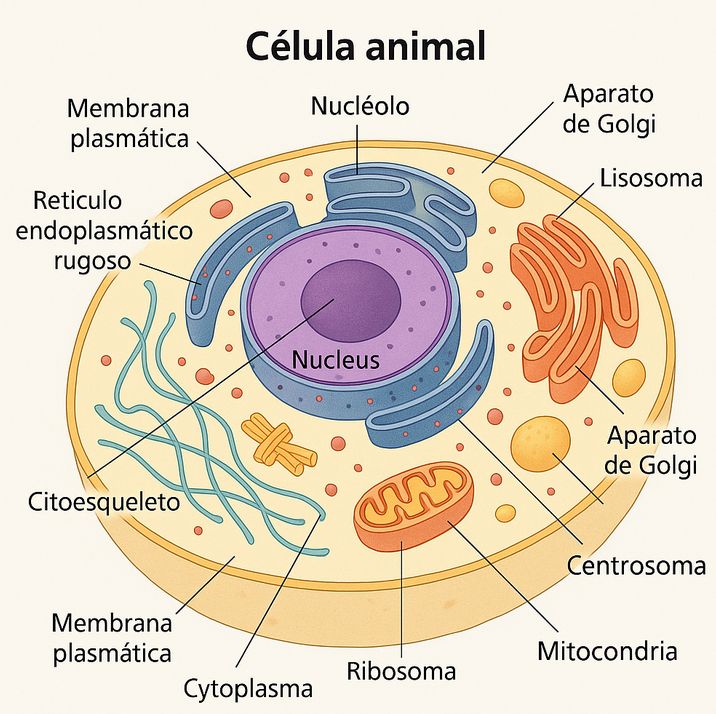 Célula animal
Membrana
plasmática
Nucléolo
Aparato
de Golgi
Lisosoma
Reticulo
endoplasmático
rugoso
Nucleus
Aparato
de Golgi
Citoesqueleto
Centrosoma
Membrana
plasmática
Mitocondria
Ribosoma
Cytoplasma